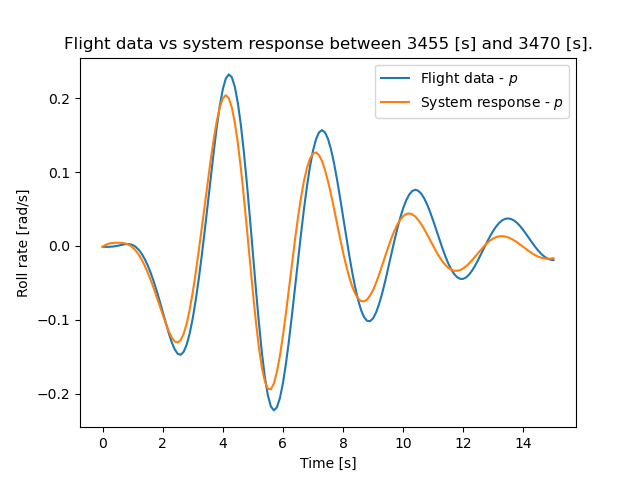 Flight data vs system response between 3455 [s] and 3470 [s].
Flight data - p
System response - p
Roll rate [rad/s]
0.2
0.1
0.0
−0.1
−0.2
0 2 4 6 8 10 12 14
Time [s]